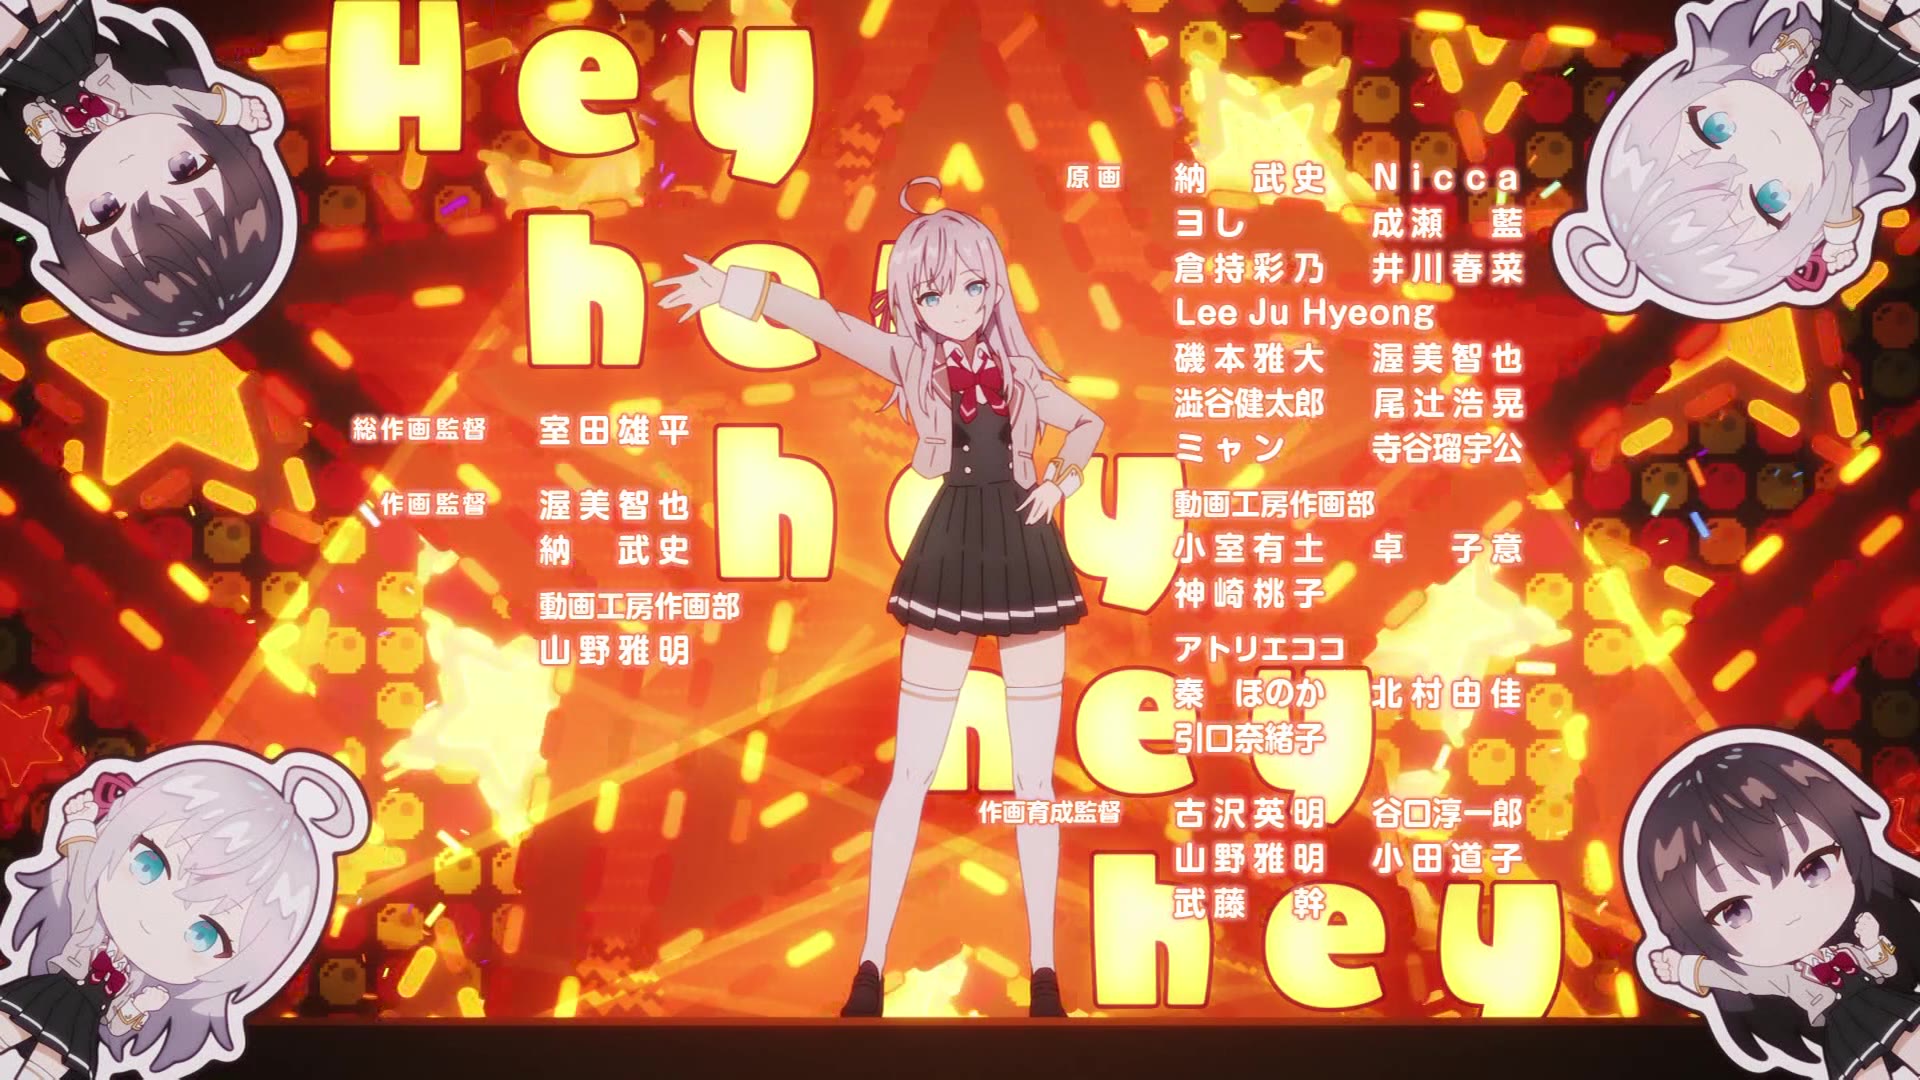 Hey
hey
hey
hey
hey
総作画監督 室田雄平
作画監督 渥美智也
納 武史
動画工房作画部
山野雅明
原画 納 武史 Nicca
ヨし 成瀬 藍
倉持彩乃 井川春菜
Lee Ju Hyeong
磯本雅大 渥美智也
澁谷健太郎 尾辻浩晃
ミャン 寺谷瑠宇公
動画工房作画部
小室有土 卓 子意
神崎桃子
アトリエココ
秦 ほのか 北村由佳
引口奈緒子
作画育成監督 古沢英明 谷口淳一郎
山野雅明 小田道子
武藤 幹